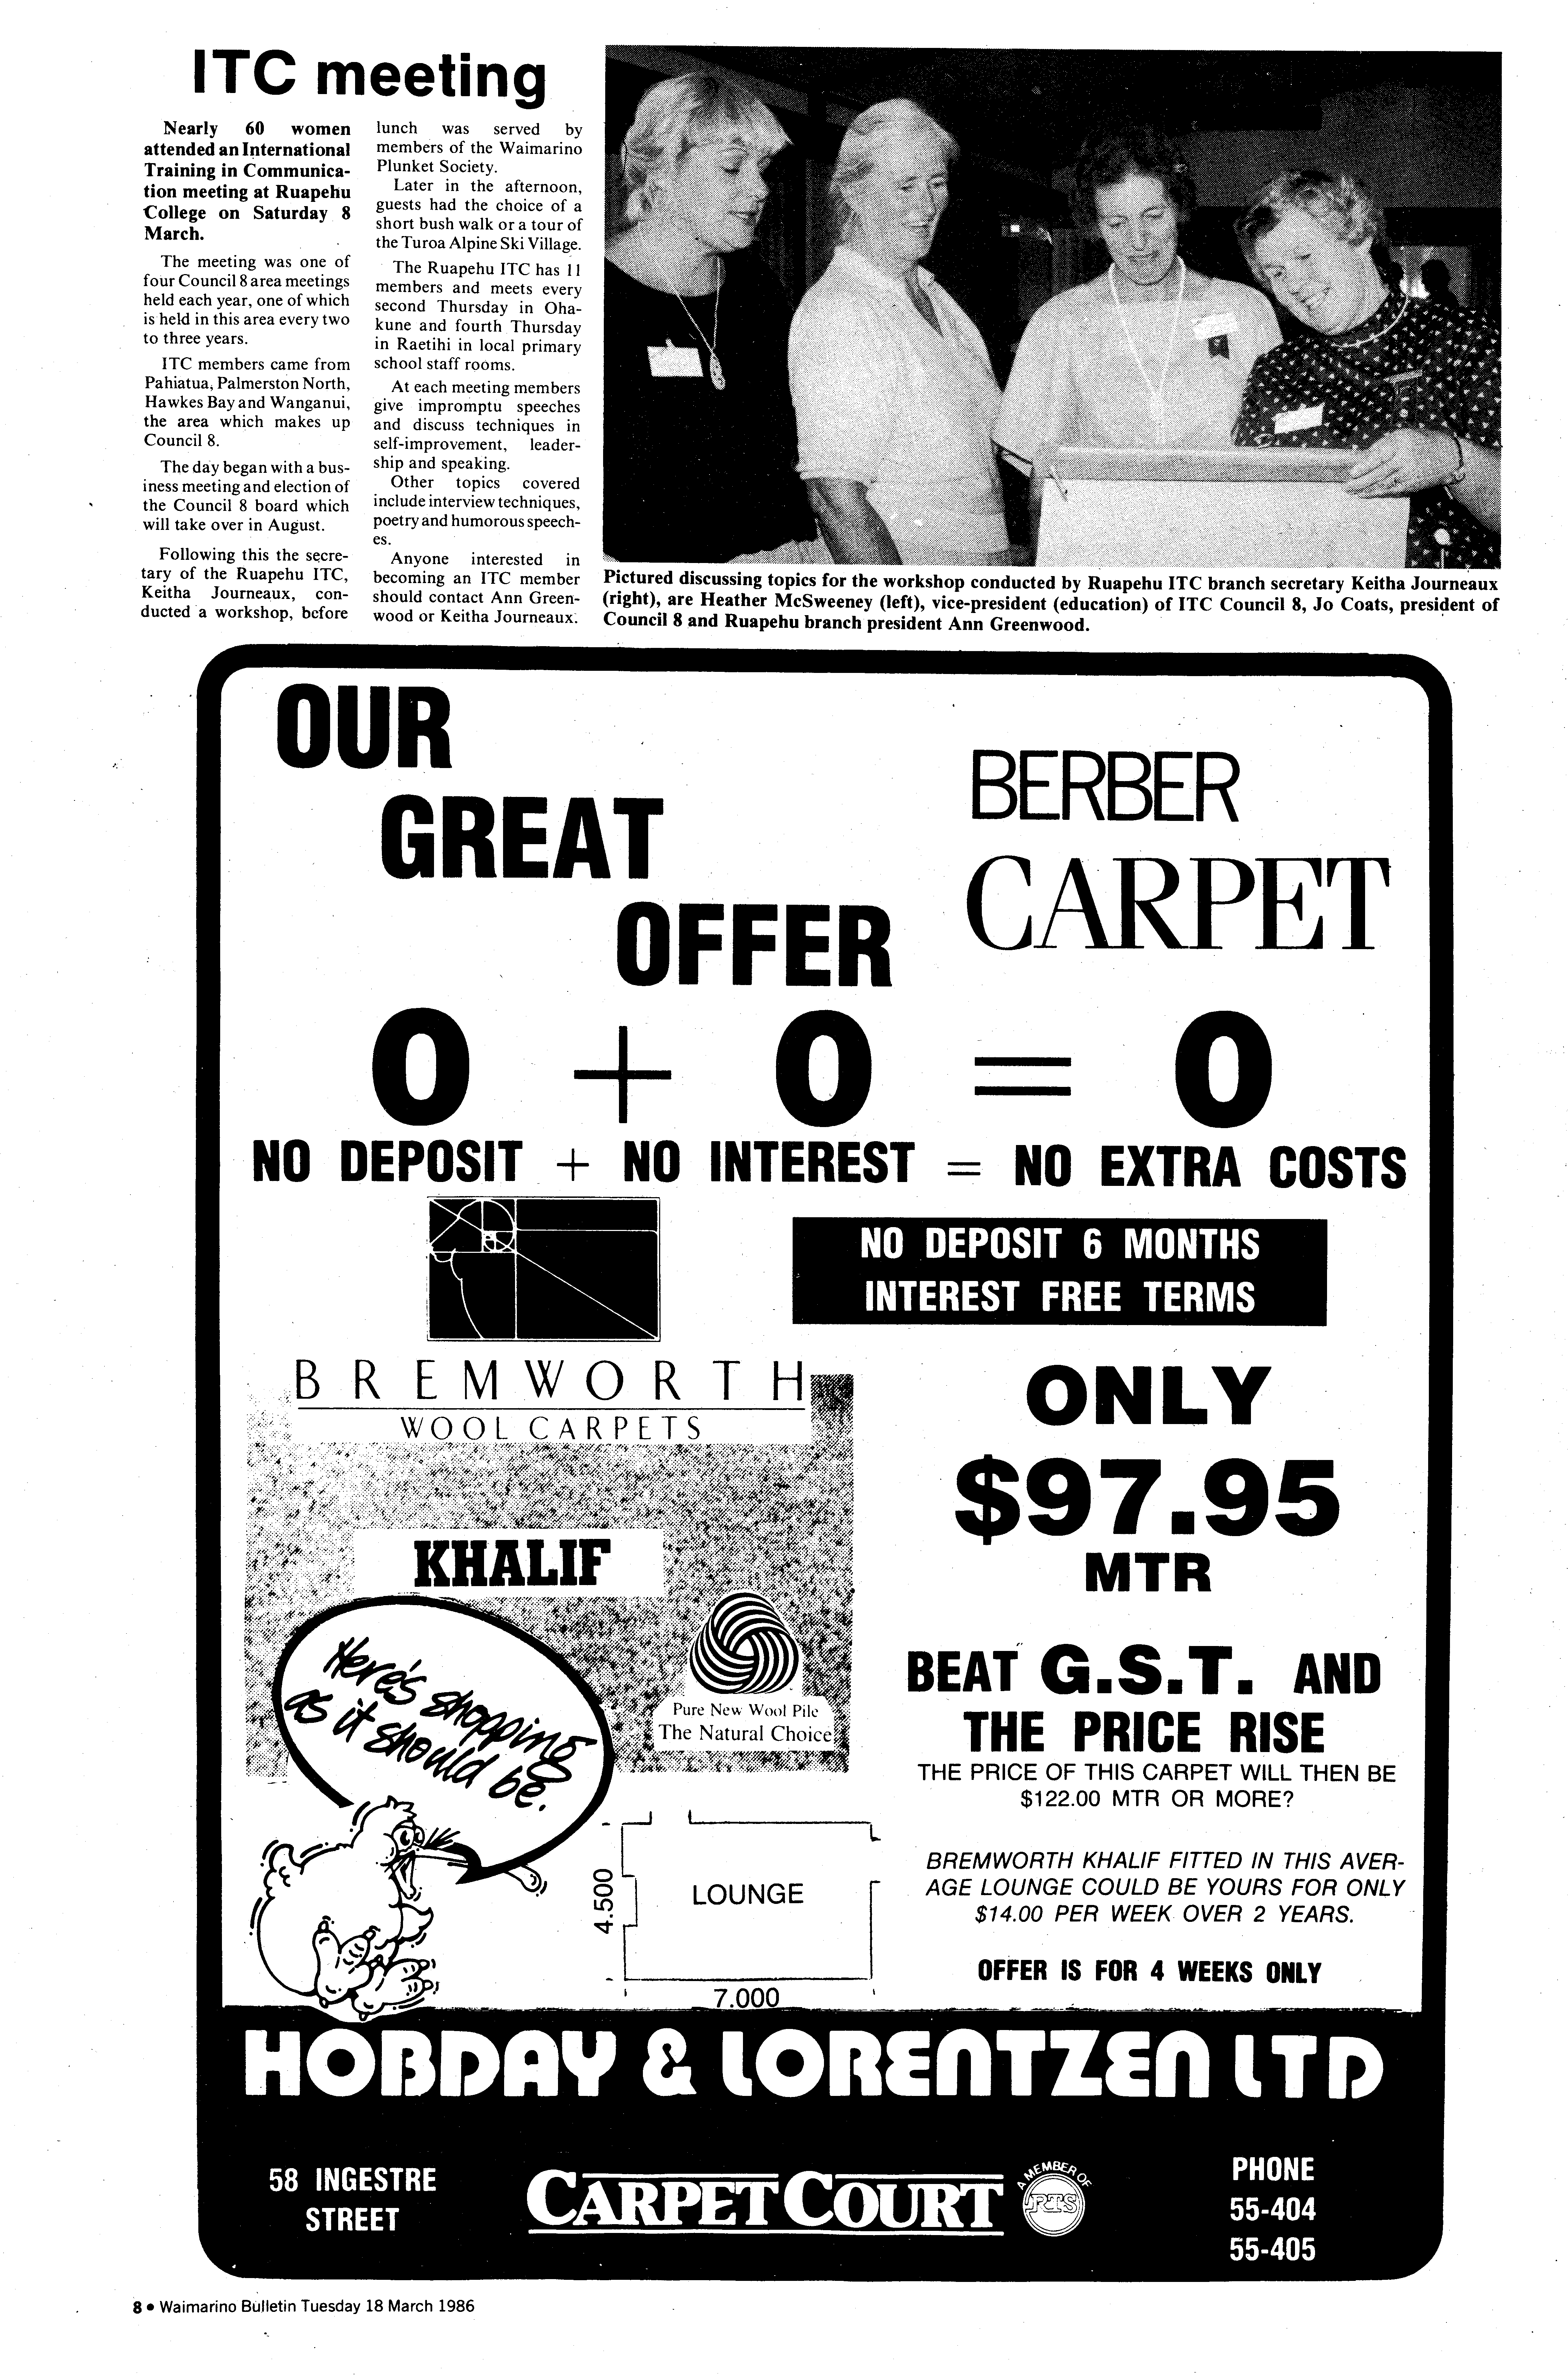 ITC meeting
Nearly 60 women
attended an International
Training in Communica-
tion meeting at Ruapehu
College on Saturday 8
March.
The meeting was one of
four Council 8 area meetings
held each year, one of which
is held in this area every two
to three years.
ITC members came from
Pahiatua, Palmerston North,
Hawkes Bay and Wanganui,
the area which makes up
Council 8.
The day began with a bus-
iness meeting and election of
the Council 8 board which
will take over in August.
Following this the secre-
tary of the Ruapehu ITC,
Keitha Journeaux, con-
ducted a workshop, before
lunch was served by
members of the Waimarino
Plunket Society.
Later in the afternoon,
guests had the choice of a
short bush walk or a tour of
the Turoa Alpine Ski Village.
The Ruapehu ITC has 11
members and meets every
second Thursday in Oha-
kune and fourth Thursday
in Raetihi in local primary
school staff rooms.
At each meeting members
give impromptu speeches
and discuss techniques in
self-improvement, leader-
ship and speaking.
Other topics covered
include interview techniques,
poetry and humorous speech-
es.
Anyone interested in
becoming an ITC member
should contact Ann Green-
wood or Keitha Journeaux.
Pictured discussing topics for the workshop conducted by Ruapehu ITC branch secretary Keitha Journeaux
(right), are Heather McSweeney (left), vice-president (education) of ITC Council 8, Jo Coats, president of
Council 8 and Ruapehu branch president Ann Greenwood.
OUR
GREAT
OFFER
BERBER
CARPET
0 + 0 = 0
NO DEPOSIT + NO INTEREST = NO EXTRA COSTS
NO DEPOSIT 6 MONTHS
INTEREST FREE TERMS
BREMWORTH
WOOL CARPETS
KHALIF
Pure New Wool Pile
The Natural Choice
Here's shopping
as it should be.
ONLY
$97.95
MTR
BEAT G.S.T. AND
THE PRICE RISE
THE PRICE OF THIS CARPET WILL THEN BE
$122.00 MTR OR MORE?
BREMWORTH KHALIF FITTED IN THIS AVER-
AGE LOUNGE COULD BE YOURS FOR ONLY
$14.00 PER WEEK OVER 2 YEARS.
OFFER IS FOR 4 WEEKS ONLY
4.500
LOUNGE
7.000
HOBDAY & LORENTZEN LTD
58 INGESTRE
STREET
CARPET COURT
A MEMBER OF
RTS
PHONE
55-404
55-405
8 • Waimarino Bulletin Tuesday 18 March 1986